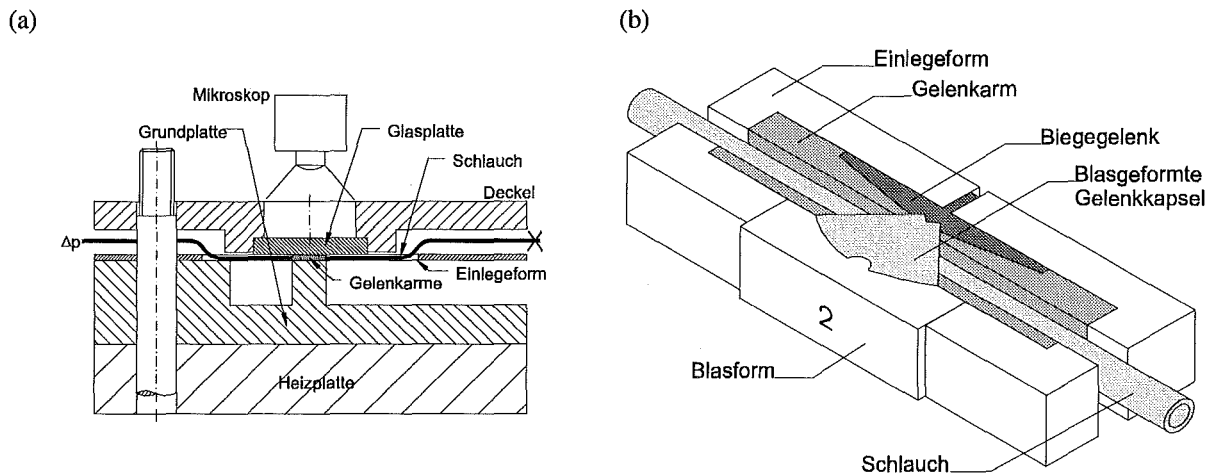 (a)
Mikroskop
Grundplatte
Glasplatte
Schlauch
Deckel
Δp
Einlegeform
Gelenkarme
Heizplatte
(b)
Einlegeform
Gelenkarm
Biegegelenk
Blasgeformte
Gelenkkapsel
2
Blasform
Schlauch